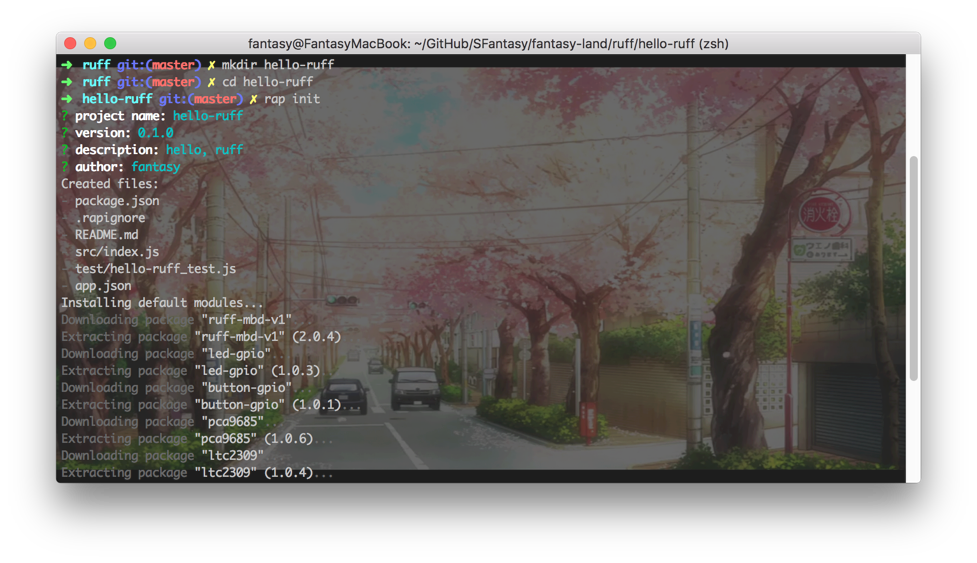 fantasy@FantasyMacBook: ~/GitHub/SFantasy/fantasy-land/ruff/hello-ruff (zsh)
➜ ruff git:(master) ✗ mkdir hello-ruff
➜ ruff git:(master) ✗ cd hello-ruff
➜ hello-ruff git:(master) ✗ rap init
? project name: hello-ruff
? version: 0.1.0
? description: hello, ruff
? author: fantasy
Created files:
- package.json
- .rapignore
- README.md
- src/index.js
- test/hello-ruff_test.js
- app.json
Installing default modules...
Downloading package "ruff-mbd-v1"...
Extracting package "ruff-mbd-v1" (2.0.4)...
Downloading package "led-gpio"...
Extracting package "led-gpio" (1.0.3)...
Downloading package "button-gpio"...
Extracting package "button-gpio" (1.0.1)...
Downloading package "pca9685"...
Extracting package "pca9685" (1.0.6)...
Downloading package "ltc2309"...
Extracting package "ltc2309" (1.0.4)...
消火栓